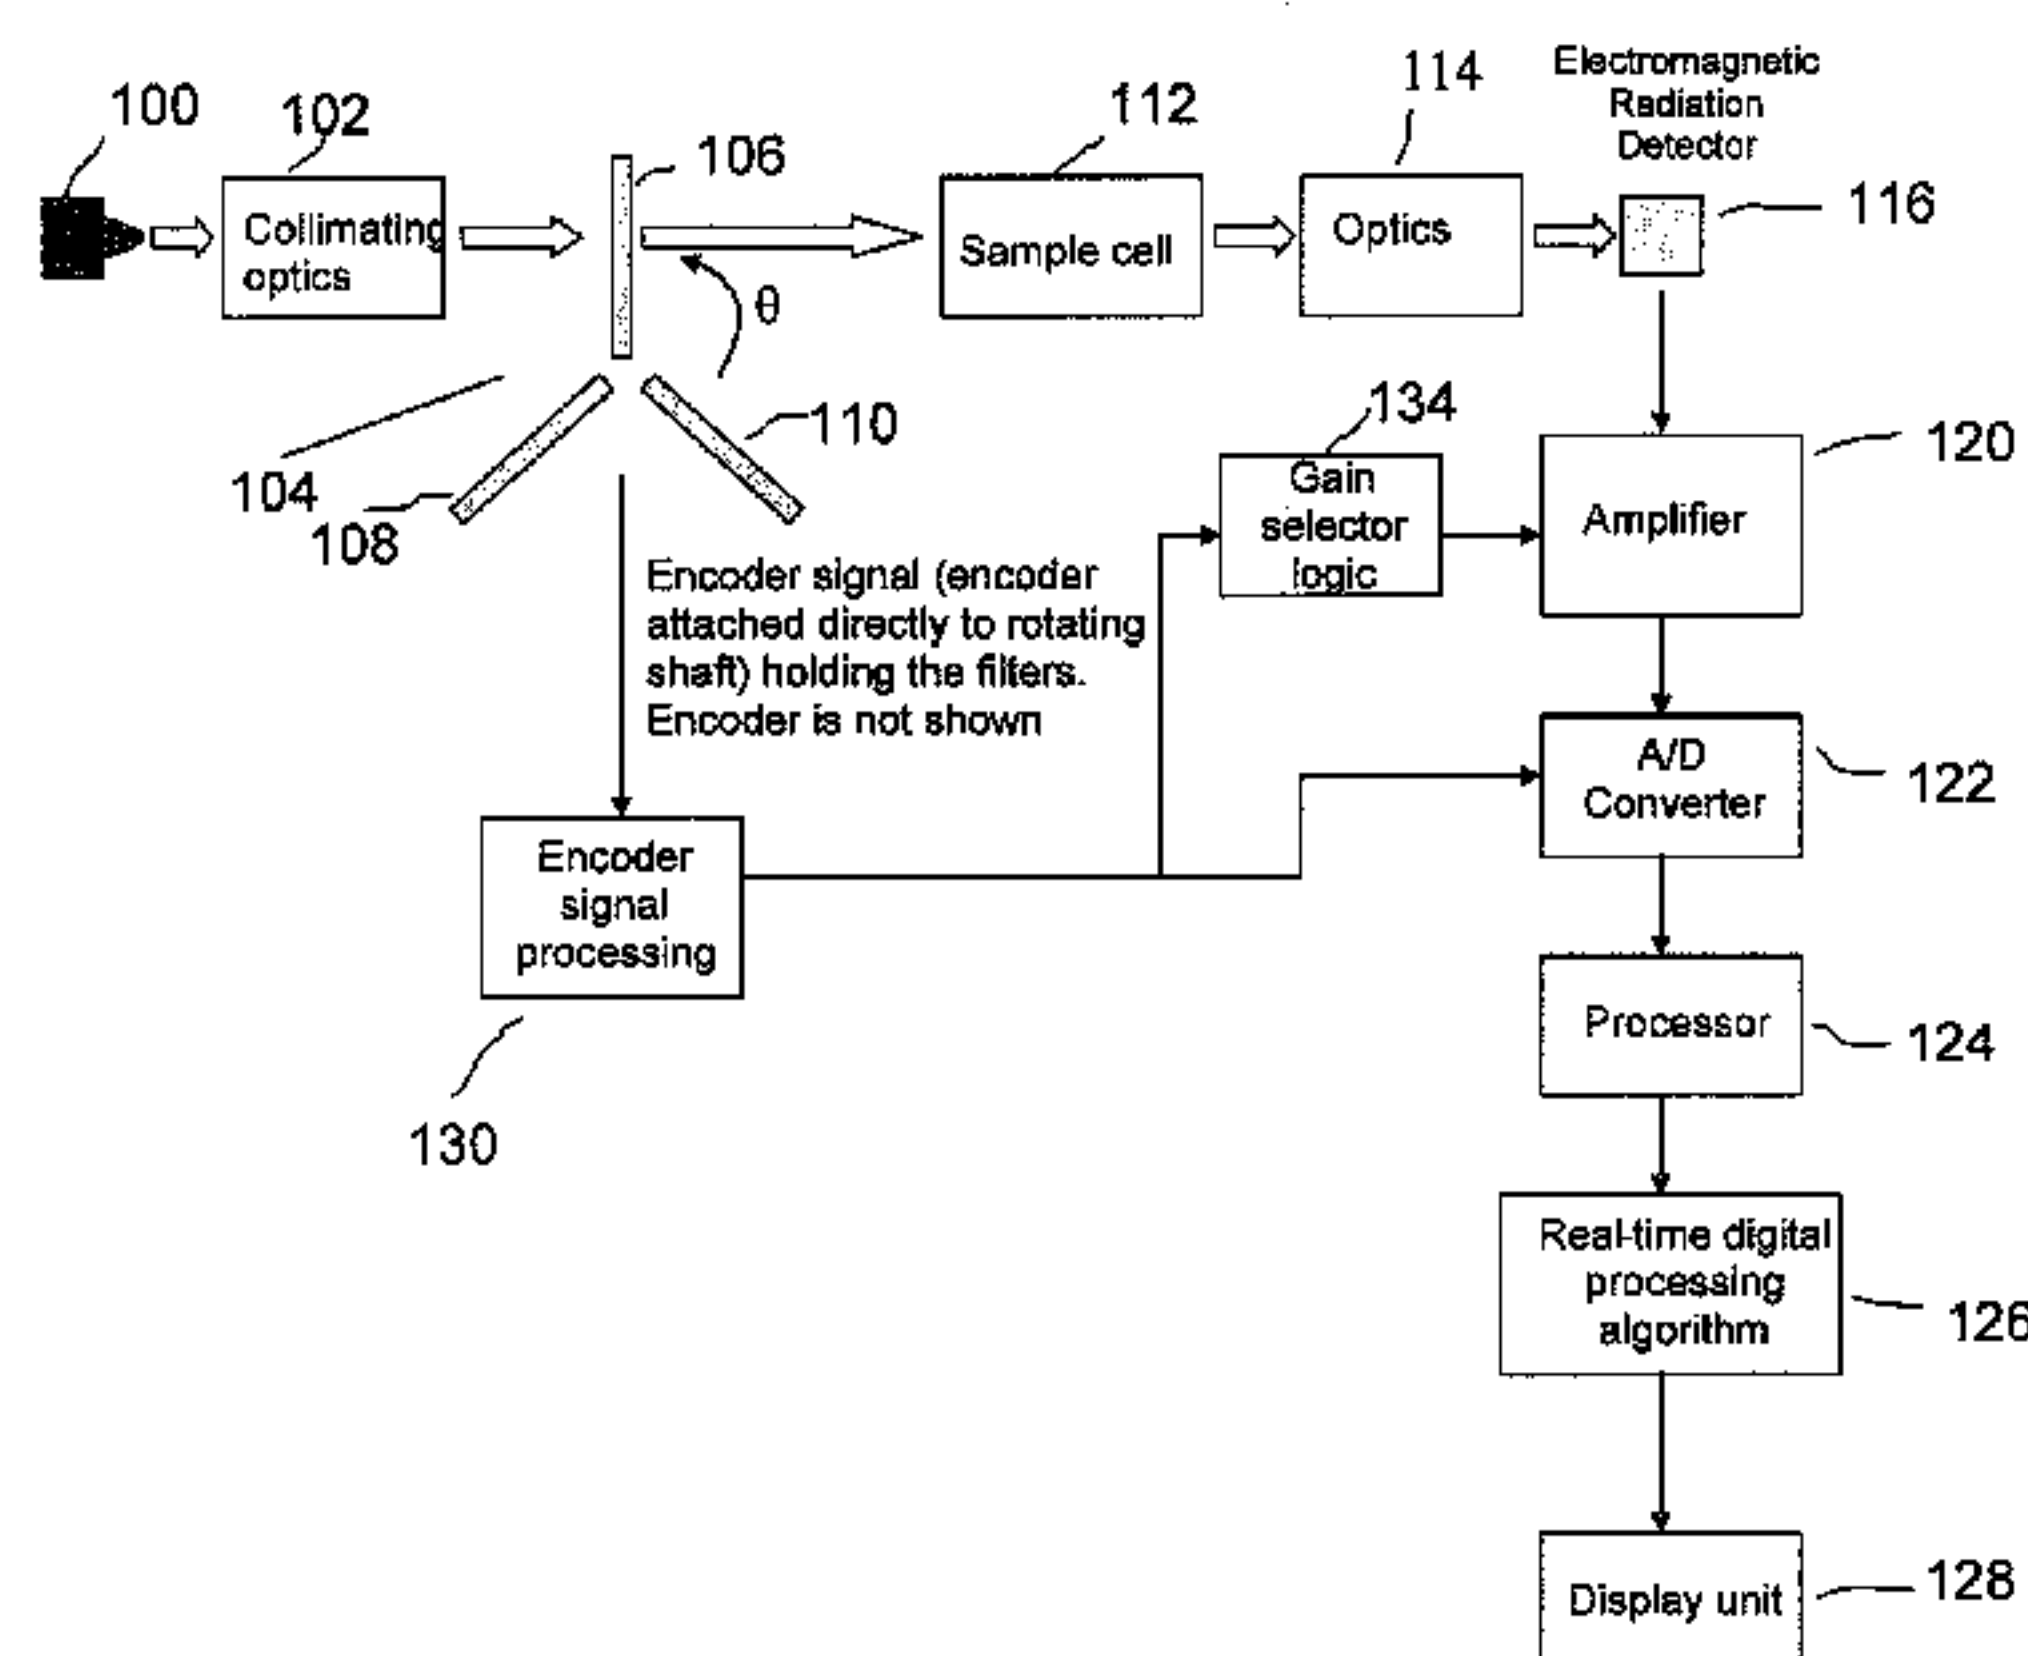 100
102
106
112
114
Electromagnetic
Radiation
Detector
116
Collimating
optics
Sample cell
Optics
θ
104
108
110
134
120
Gain
selector
logic
Amplifier
Encoder signal (encoder
attached directly to rotating
shaft) holding the filters.
Encoder is not shown
A/D
Converter
122
Encoder
signal
processing
130
Processor
124
Real-time digital
processing
algorithm
126
Display unit
128